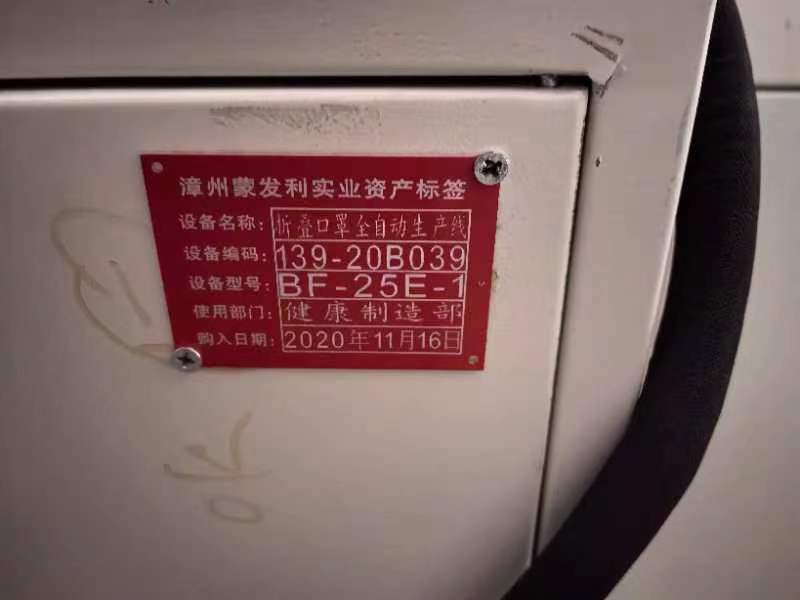 漳州蒙发利实业资产标签
设备名称：折叠口罩全自动生产线
设备编码：139-20B039
设备型号：BF-25E-1
使用部门：健康制造部
购入日期：2020年11月16日
OK